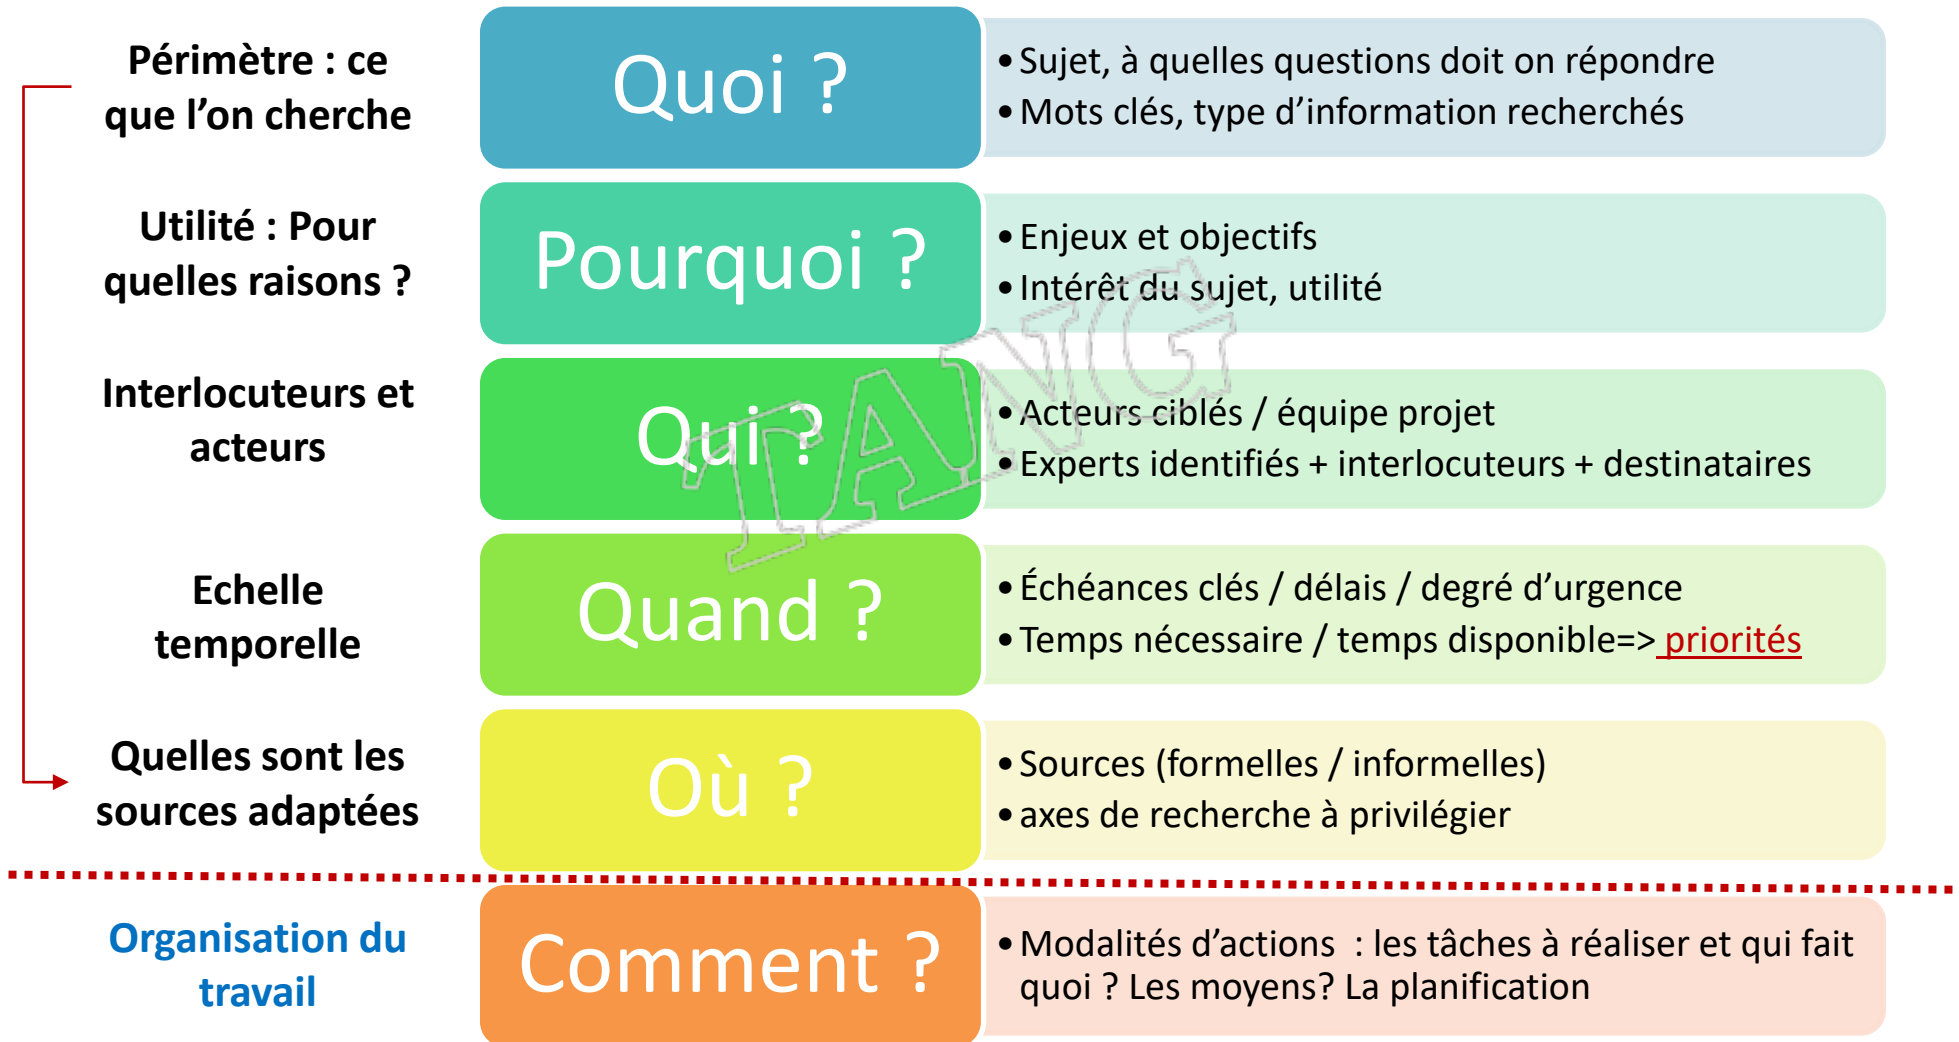 Périmètre : ce
que l’on cherche
Quoi ?
•Sujet, à quelles questions doit on répondre
•Mots clés, type d’information recherchés
Utilité : Pour
quelles raisons ?
Pourquoi ?
•Enjeux et objectifs
•Intérêt du sujet, utilité
Interlocuteurs et
acteurs
Qui ?
•Acteurs ciblés / équipe projet
•Experts identifiés + interlocuteurs + destinataires
TANG
Echelle
temporelle
Quand ?
•Échéances clés / délais / degré d’urgence
•Temps nécessaire / temps disponible=> priorités
Quelles sont les
sources adaptées
Où ?
•Sources (formelles / informelles)
•axes de recherche à privilégier
Organisation du
travail
Comment ?
•Modalités d’actions  : les tâches à réaliser et qui fait
quoi ? Les moyens? La planification